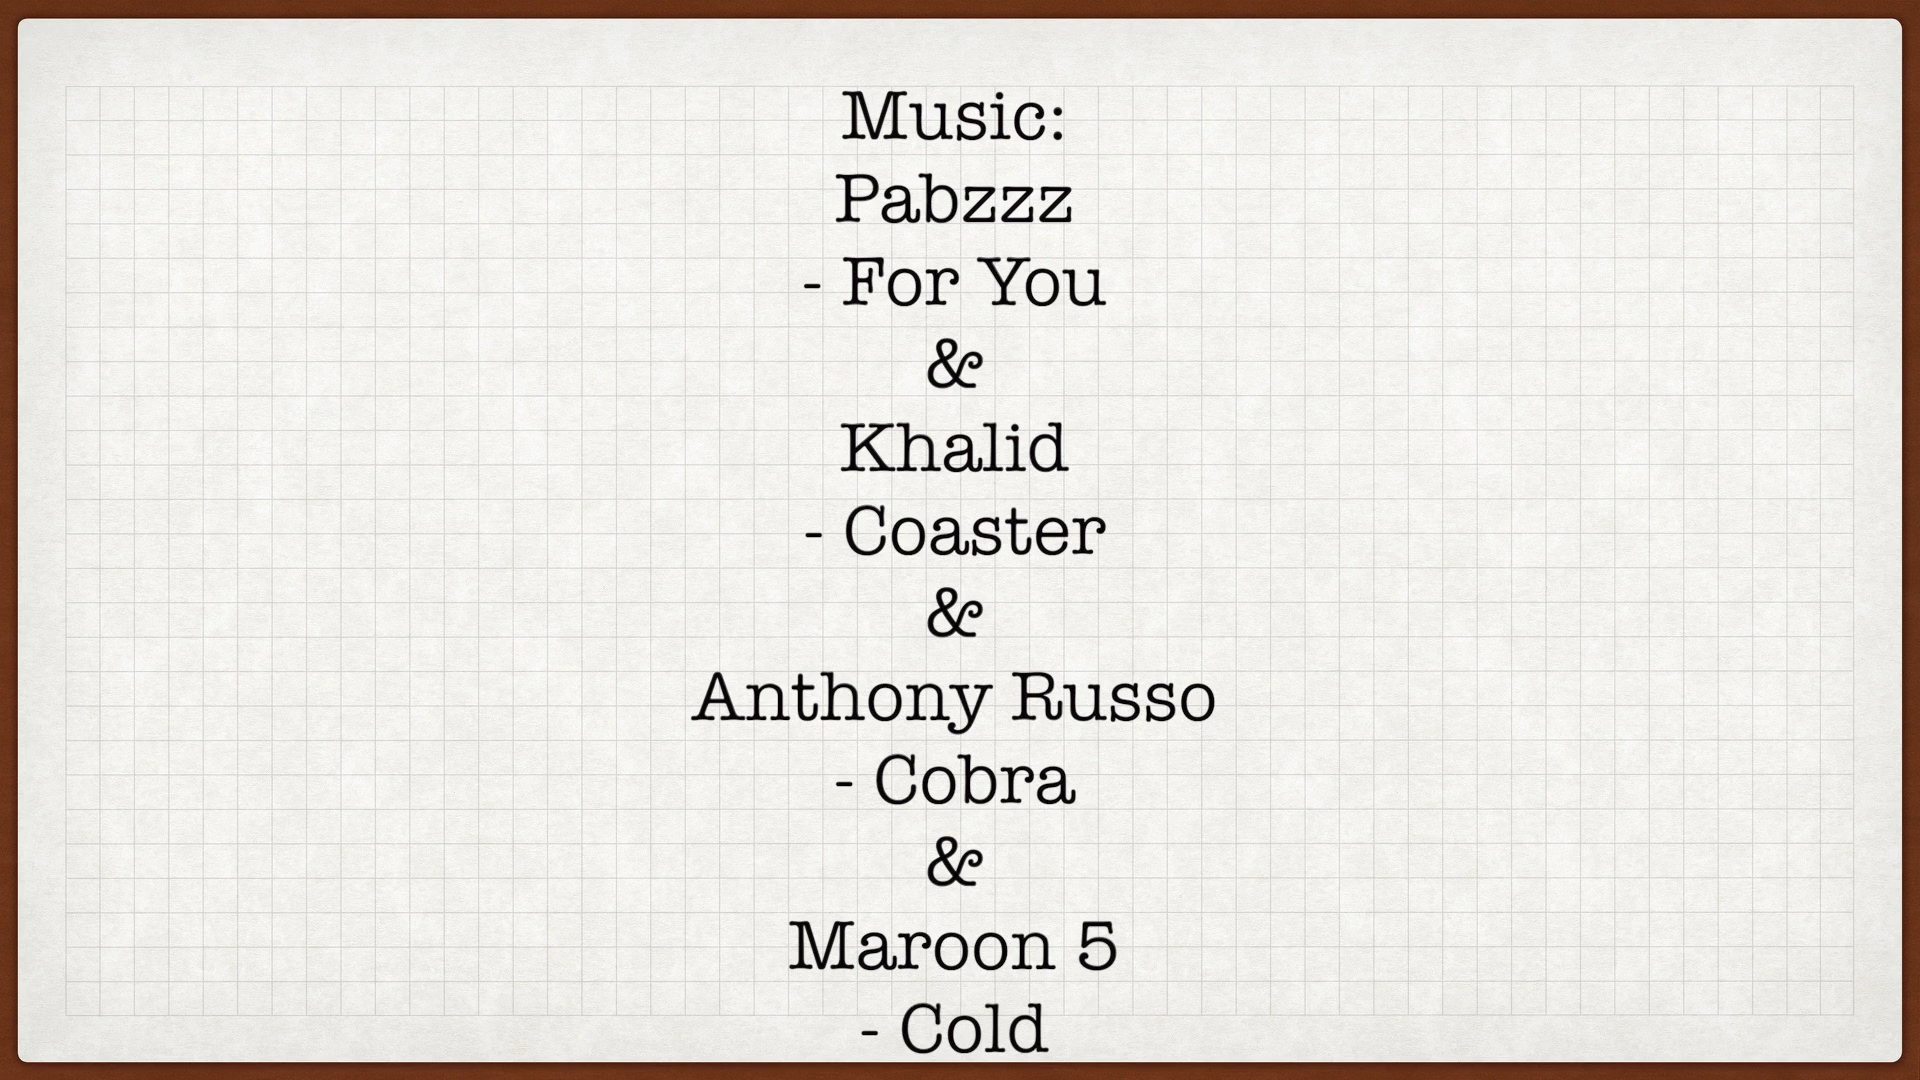 Music:
Pabzzz
- For You
&
Khalid
- Coaster
&
Anthony Russo
- Cobra
&
Maroon 5
- Cold